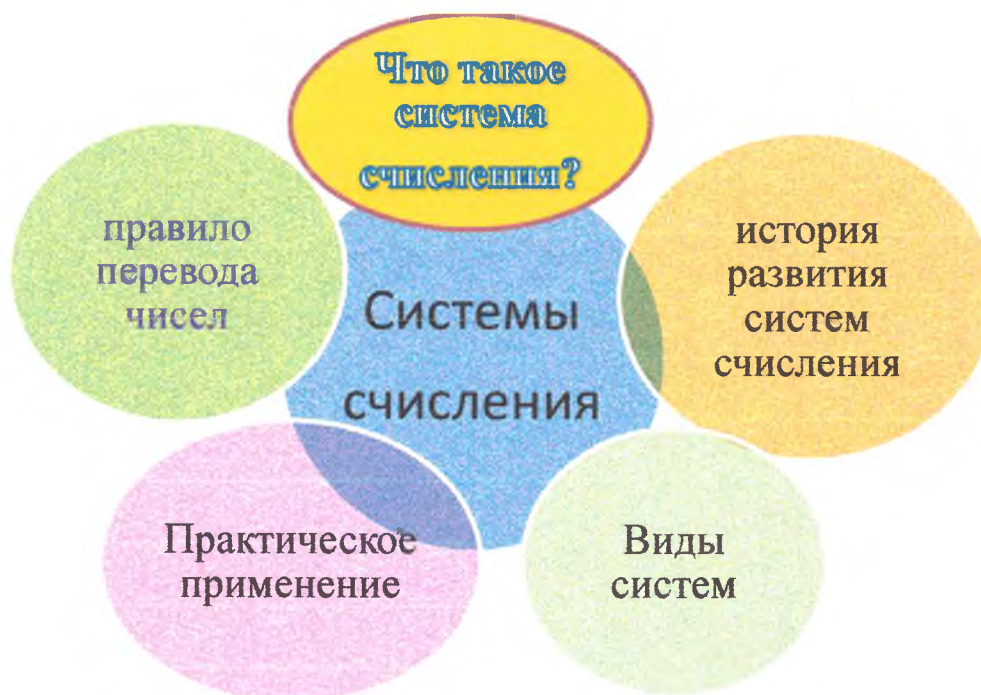 Что такое
система
счисления?
правило
перевода
чисел
Системы
счисления
история
развития
систем
счисления
Практическое
применение
Виды
систем